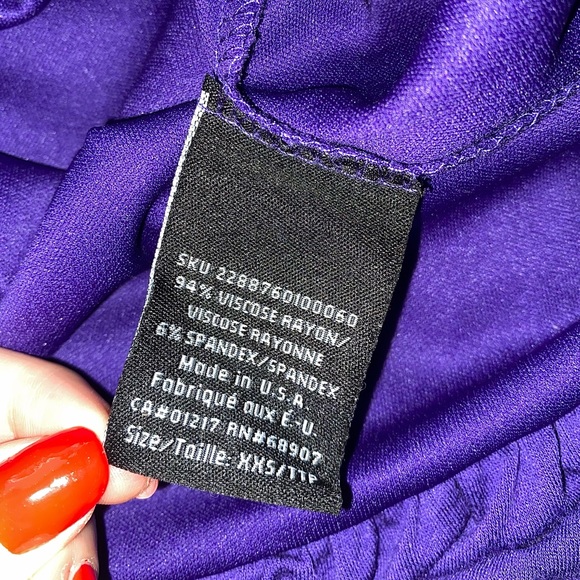 SKU 2288760100060
94% VISCOSE RAYON/
VISCOSE RAYONNE
6% SPANDEX/SPANDEX
Made in U.S.A.
Fabriqué aux É-U.
CA#01217 RN#68907
Size/Taille: XXS/TTP